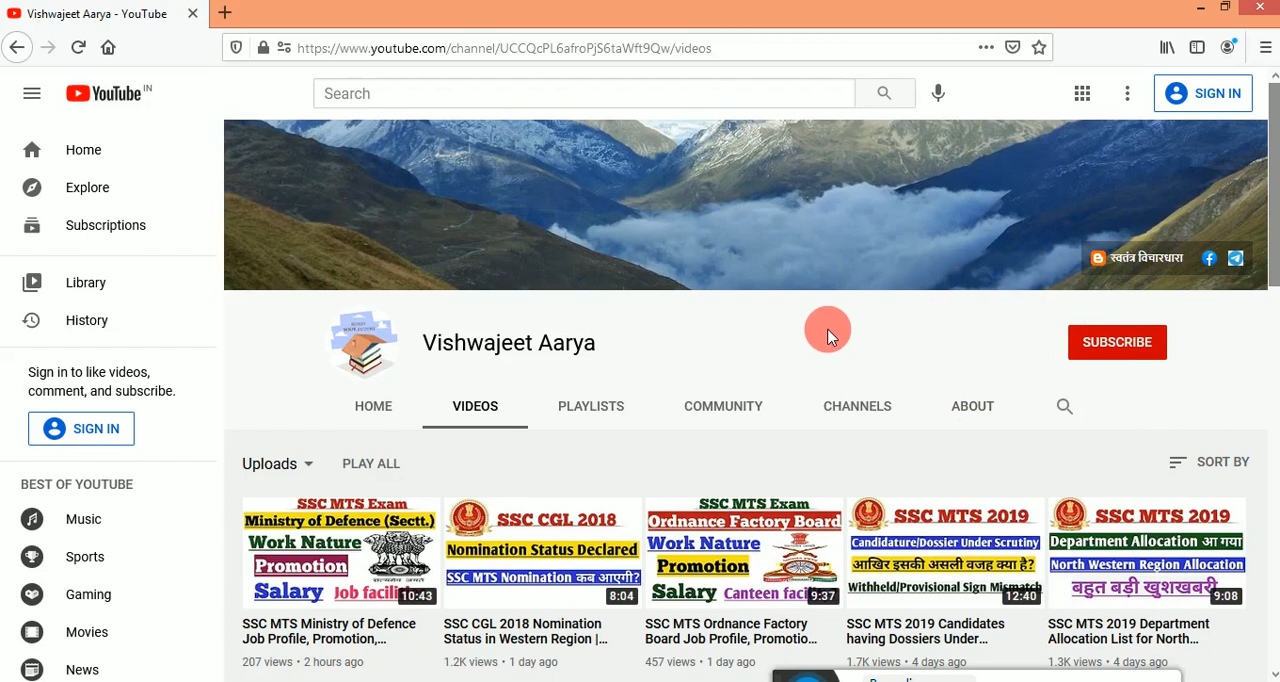 Vishwajeet Aarya - YouTube
https://www.youtube.com/channel/UCCQcPL6afroPjS6taWft9Qw/videos
YouTube IN
Search
SIGN IN
Home
Explore
Subscriptions
Library
History
Sign in to like videos,
comment, and subscribe.
SIGN IN
BEST OF YOUTUBE
Music
Sports
Gaming
Movies
News
स्वतंत्र विचारधारा
Vishwajeet Aarya
SUBSCRIBE
HOME VIDEOS PLAYLISTS COMMUNITY CHANNELS ABOUT
Uploads PLAY ALL SORT BY
SSC MTS Exam
Ministry of Defence (Sectt.)
Work Nature
Promotion
Salary Job facili
10:43
SSC MTS Ministry of Defence
Job Profile, Promotion,...
207 views • 2 hours ago
SSC CGL 2018
Nomination Status Declared
SSC MTS Nomination कब आएगी?
8:04
SSC CGL 2018 Nomination
Status in Western Region |...
1.2K views • 1 day ago
SSC MTS Exam
Ordnance Factory Board
Work Nature
Promotion
Salary Canteen faci
9:37
SSC MTS Ordnance Factory
Board Job Profile, Promotio...
457 views • 1 day ago
SSC MTS 2019
Candidature/Dossier Under Scrutiny
आखिर इसकी असली वजह क्या है?
Withheld/Provisional Sign Mismatch
12:40
SSC MTS 2019 Candidates
having Dossiers Under...
1.7K views • 4 days ago
SSC MTS 2019
Department Allocation आ गया
North Western Region Allocation
बहुत बड़ी खुशखबरी
9:08
SSC MTS 2019 Department
Allocation List for North...
1.3K views • 4 days ago